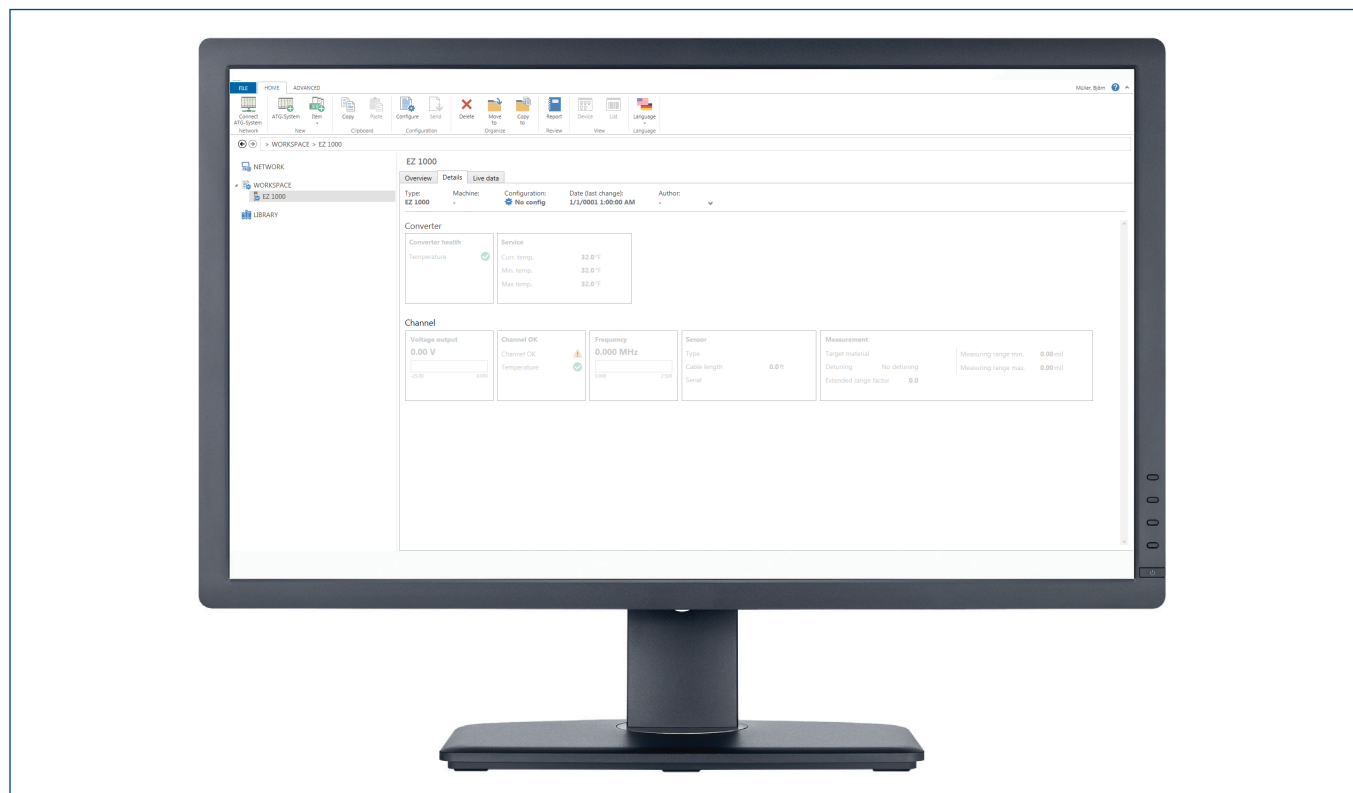 FILE HOME ADVANCED Müller, Björn
Connect ATG-System ATG-System Item Copy Paste Configure Send Delete Move to Copy to Report Device List Language
Network New Clipboard Configuration Organize Review View Language
> WORKSPACE > EZ 1000
NETWORK
WORKSPACE
EZ 1000
LIBRARY
EZ 1000
Overview Details Live data
Type: Machine: Configuration: Date (last change): Author:
EZ 1000 - No config 1/1/0001 1:00:00 AM -
Converter
Converter health
Temperature
Service
Curr. temp. 32.0 °F
Min. temp. 32.0 °F
Max temp. 32.0 °F
Channel
Voltage output
0.00 V
Channel OK
Channel OK
Temperature
Frequency
0.000 MHz
Sensor
Type
Cable length 0.0 ft
Serial
Measurement
Target material
Detuning No detuning
Extended range factor 0.0
Measuring range min. 0.00 mil
Measuring range max. 0.00 mil